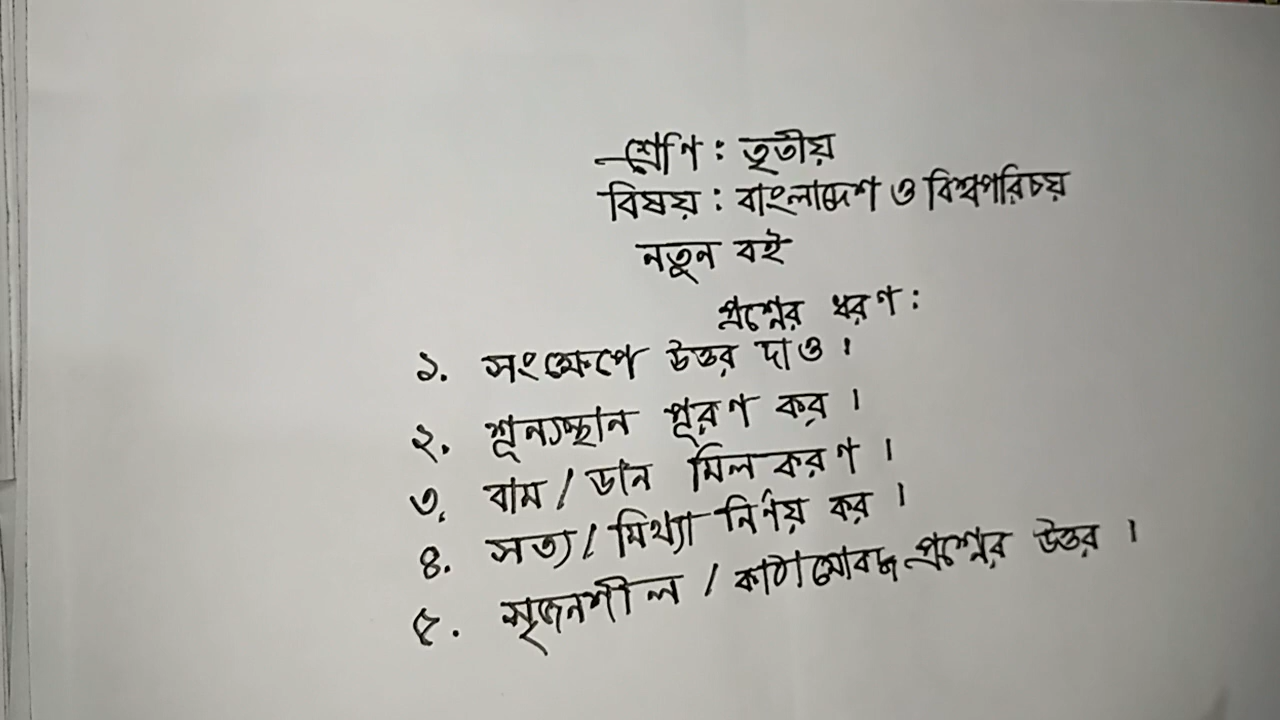 শ্রেণি : তৃতীয়
বিষয় : বাংলাদেশ ও বিশ্বপরিচয়
নতুন বই
প্রশ্নের ধরণ :
১. সংক্ষেপে উত্তর দাও ।
২. শূন্যস্থান পূরণ কর ।
৩. বাম / ডান মিল করণ ।
৪. সত্য / মিথ্যা নির্ণয় কর ।
৫. সৃজনশীল / কাঠামোবদ্ধ প্রশ্নের উত্তর ।